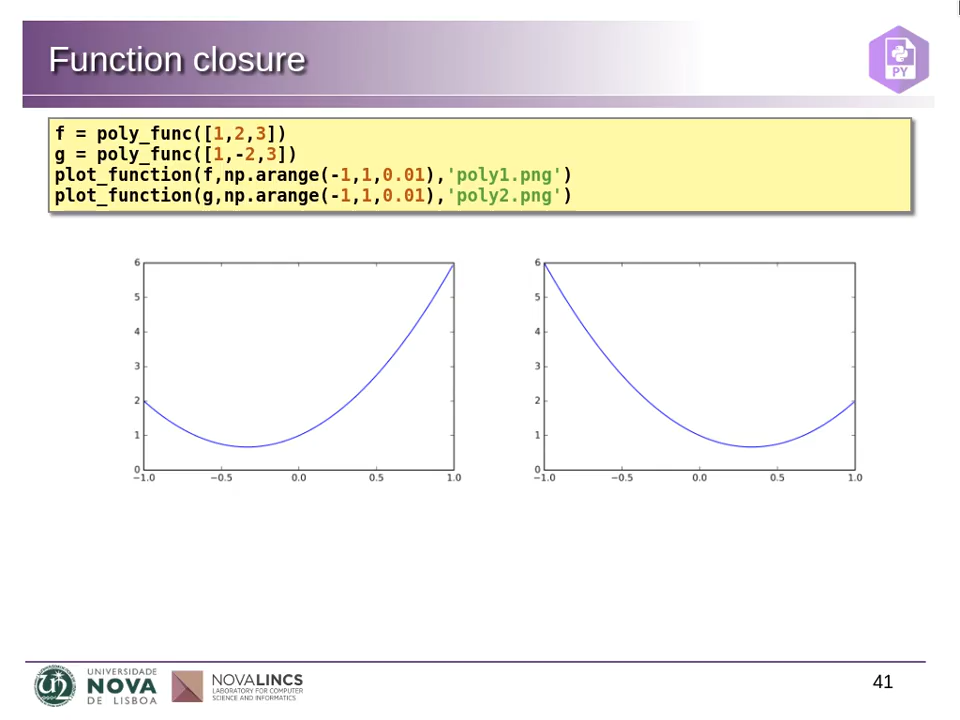 Function closure
PY
f = poly_func([1,2,3])
g = poly_func([1,-2,3])
plot_function(f,np.arange(-1,1,0.01),'poly1.png')
plot_function(g,np.arange(-1,1,0.01),'poly2.png')
6
5
4
3
2
1
0
−1.0 −0.5 0.0 0.5 1.0
6
5
4
3
2
1
0
−1.0 −0.5 0.0 0.5 1.0
UNIVERSIDADE
NOVA
DE LISBOA
NOVALINCS
LABORATORY FOR COMPUTER
SCIENCE AND INFORMATICS
41